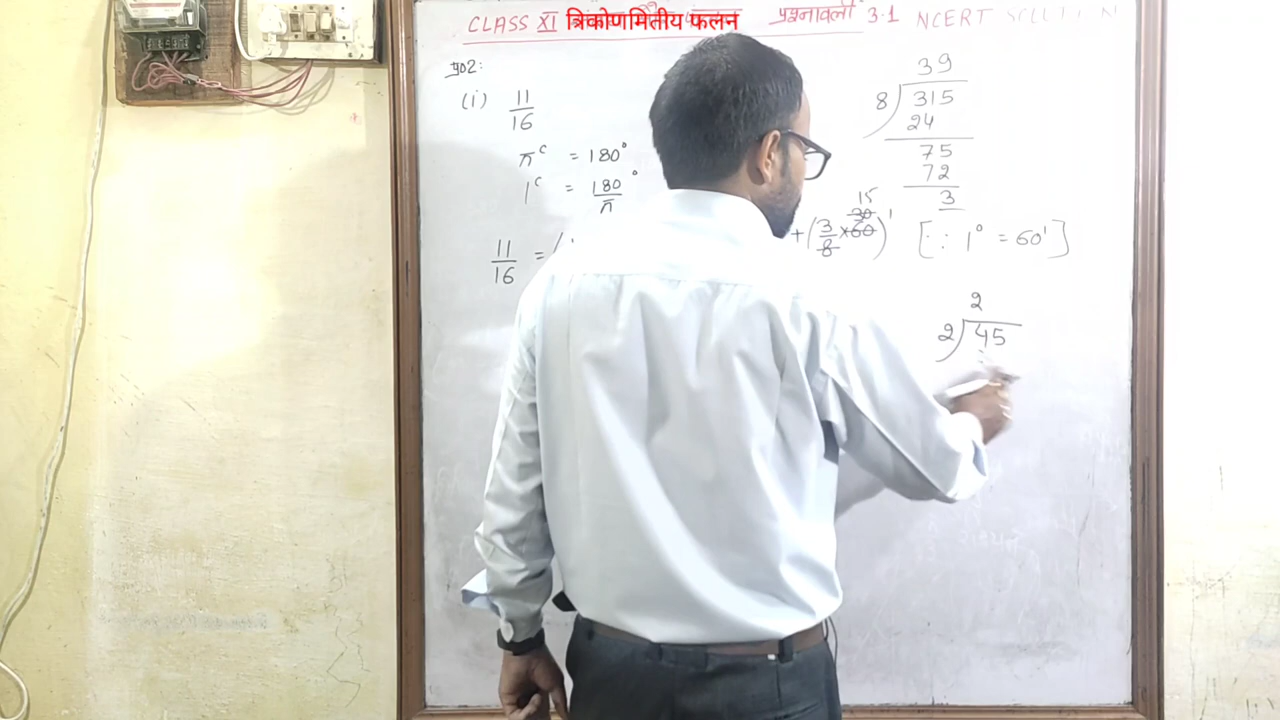 CLASS XI त्रिकोणमितीय फलन प्रश्नावली 3.1 NCERT SOLUTION
प्र02:
(i) 11/16
π^c = 180°
1^c = 180/π °
11/16 = (
+ (3/8 × 60)' [∵ 1° = 60']
15
30
39
8) 315
24
75
72
3
2
2) 45